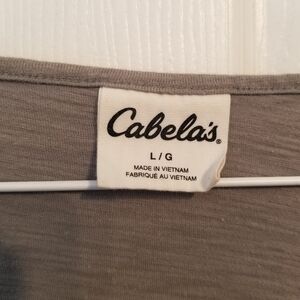 Cabela's®
L / G
MADE IN VIETNAM
FABRIQUÉ AU VIETNAM